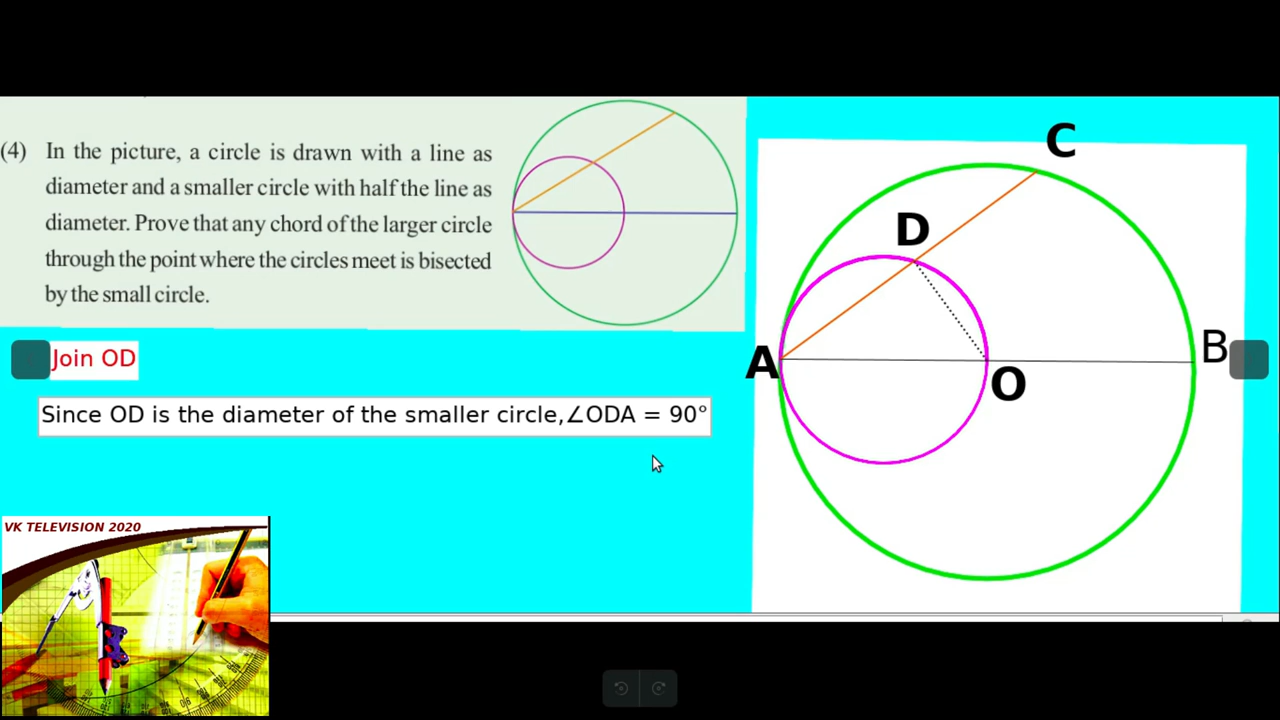 (4) In the picture, a circle is drawn with a line as
diameter and a smaller circle with half the line as
diameter. Prove that any chord of the larger circle
through the point where the circles meet is bisected
by the small circle.
C
D
A
B
O
Join OD
Since OD is the diameter of the smaller circle,∠ODA = 90°
VK TELEVISION 2020